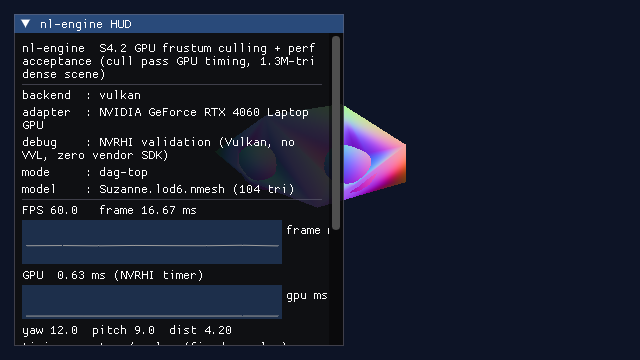 nl-engine HUD
nl-engine  S4.2 GPU frustum culling + perf
acceptance (cull pass GPU timing, 1.3M-tri
dense scene)
backend  : vulkan
adapter  : NVIDIA GeForce RTX 4060 Laptop
GPU
debug    : NVRHI validation (Vulkan, no
VVL, zero vendor SDK)
mode     : dag-top
model    : Suzanne.lod6.nmesh (104 tri)
FPS 60.0   frame 16.67 ms
frame
GPU  0.63 ms (NVRHI timer)
gpu ms
yaw 12.0  pitch 9.0  dist 4.20